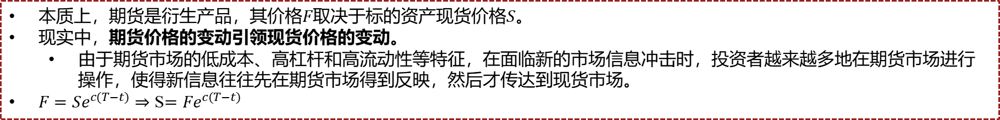 • 本质上，期货是衍生产品，其价格F取决于标的资产现货价格S。
• 现实中，期货价格的变动引领现货价格的变动。
• 由于期货市场的低成本、高杠杆和高流动性等特征，在面临新的市场信息冲击时，投资者越来越多地在期货市场进行
操作，使得新信息往往先在期货市场得到反映，然后才传达到现货市场。
• F = Se^{c(T−t)} ⇒ S= Fe^{c(T−t)}